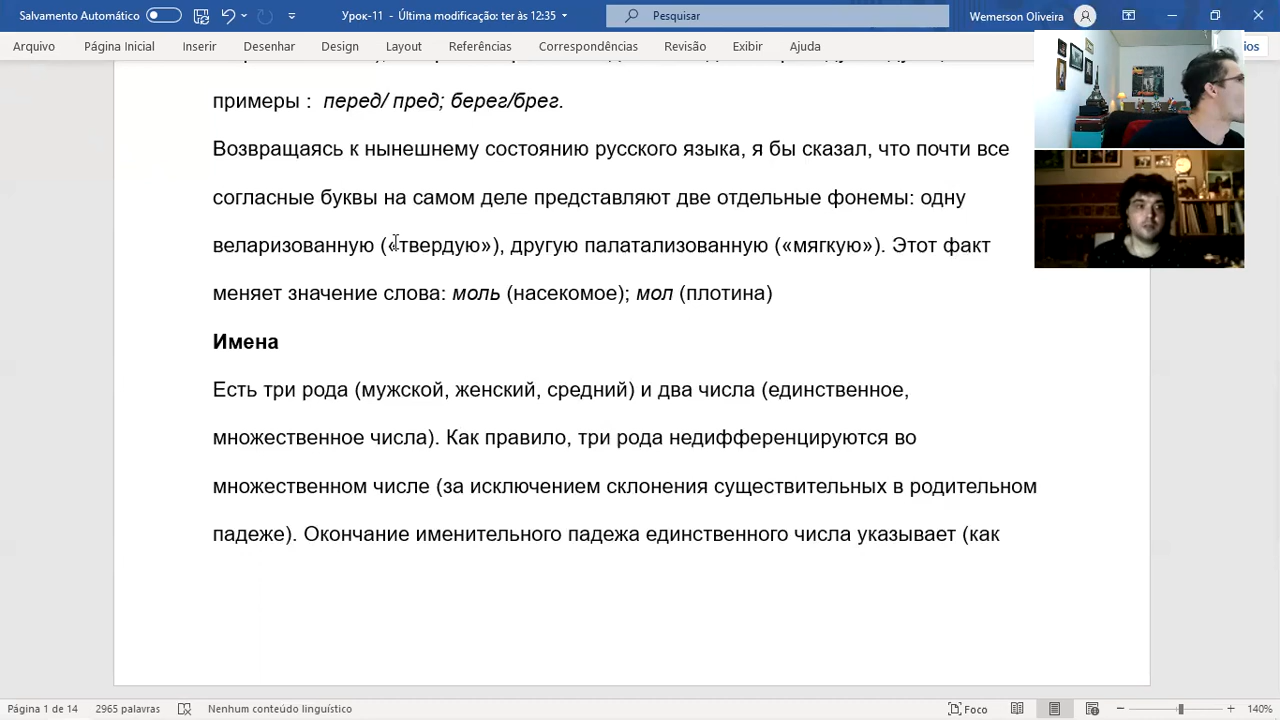 Salvamento Automático
Урок-11 • Última modificação: às 12:35
Pesquisar
Arquivo Página Inicial Inserir Desenhar Design Layout Referências Correspondências Revisão Exibir Ajuda
примеры : перед/ пред; берег/брег.
Возвращаясь к нынешнему состоянию русского языка, я бы сказал, что почти все
согласные буквы на самом деле представляют две отдельные фонемы: одну
веларизованную («твердую»), другую палатализованную («мягкую»). Этот факт
меняет значение слова: моль (насекомое); мол (плотина)
Имена
Есть три рода (мужской, женский, средний) и два числа (единственное,
множественное числа). Как правило, три рода недифференцируются во
множественном числе (за исключением склонения существительных в родительном
падеже). Окончание именительного падежа единственного числа указывает (как
Página 1 de 14 2965 palavras Nenhum conteúdo linguístico Foco 140%